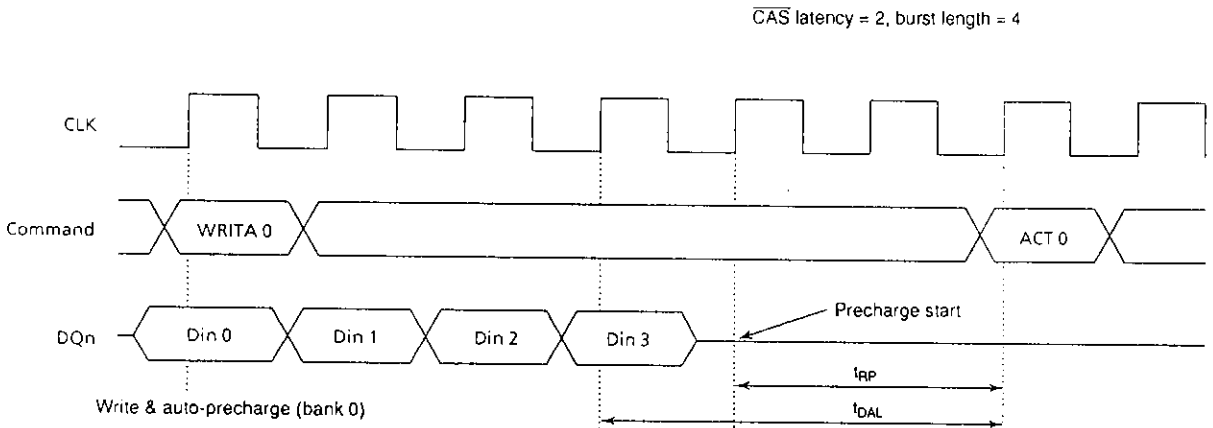 CAS latency = 2, burst length = 4
CLK
Command
WRITA 0
ACT 0
DQn
Din 0
Din 1
Din 2
Din 3
Precharge start
tRP
tDAL
Write & auto-precharge (bank 0)